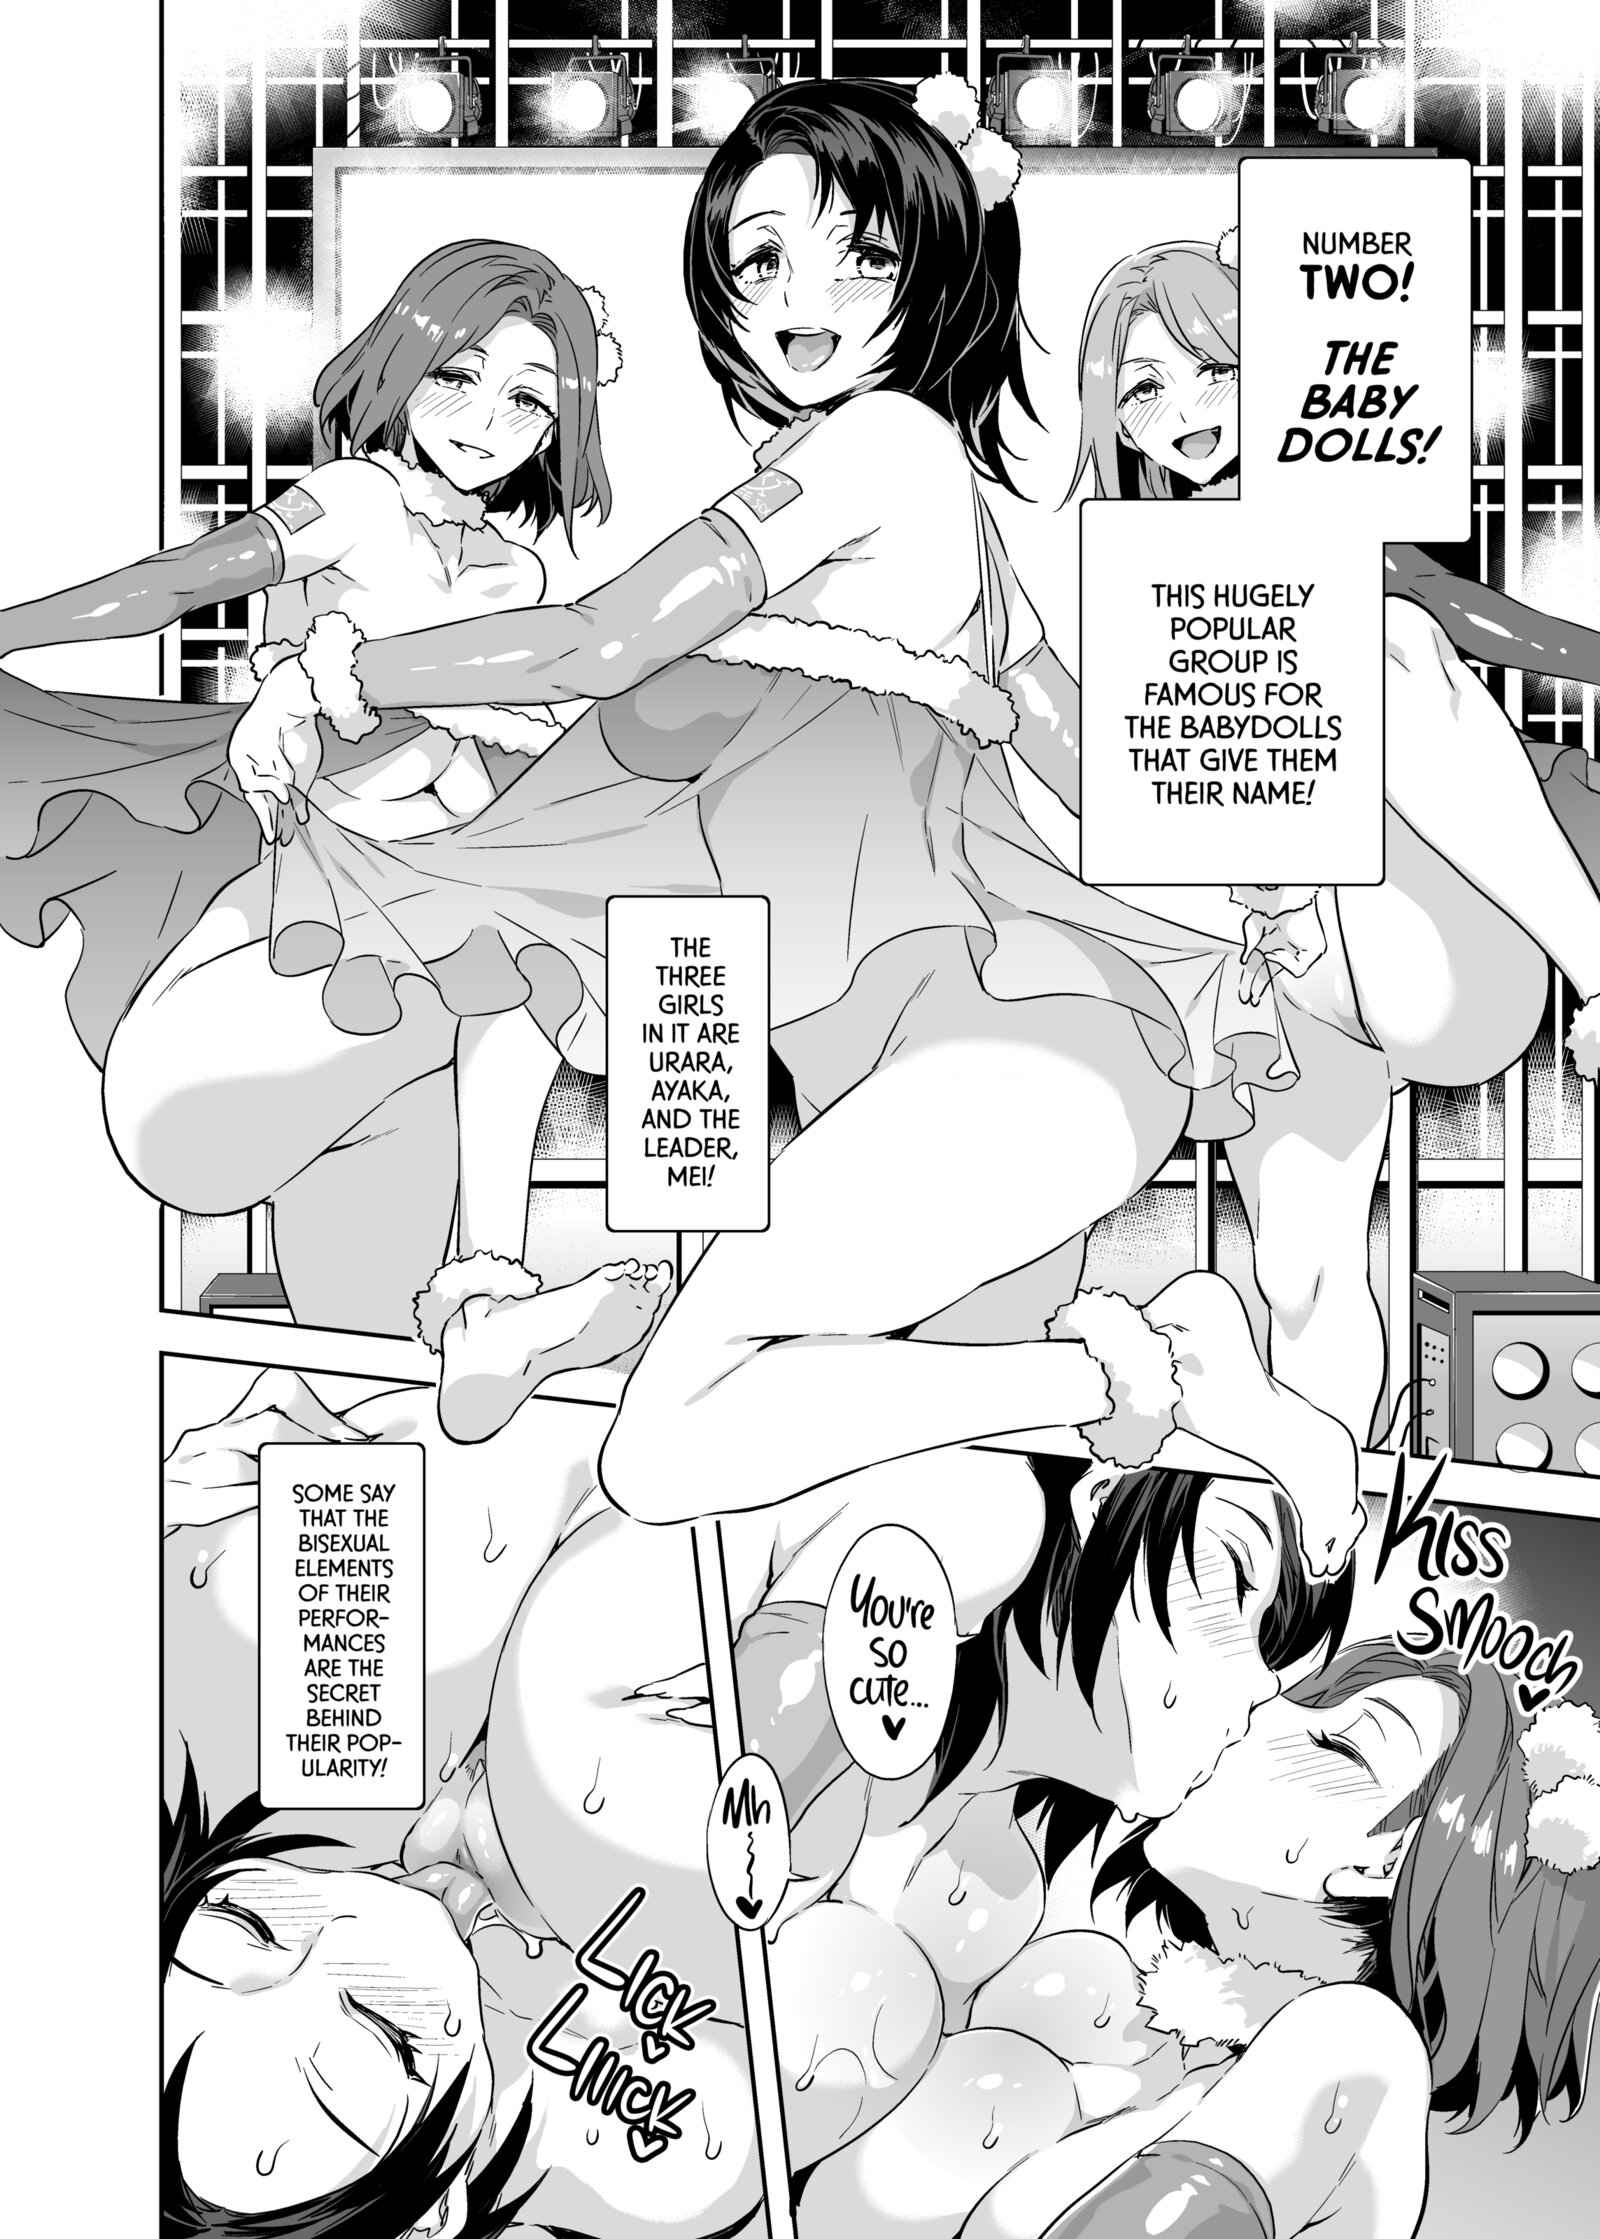 NUMBER
TWO!
THE
BABY
DOLLS!
THIS HUGELY
POPULAR
GROUP IS
FAMOUS FOR
THE BABYDOLLS
THAT GIVE THEM
THEIR NAME!
THE
THREE
GIRLS
IN IT ARE
URARA,
AYAKA,
AND THE
LEADER,
MEI!
KISS
SMOOCH
YOU'RE
SO
CUTE...
MH
SOME SAY
THAT THE
BISEXUAL
ELEMENTS
OF THEIR
PERFOR-
MANCES
ARE THE
SECRET
BEHIND
THEIR POP-
ULARITY!
LICK
LIIICK